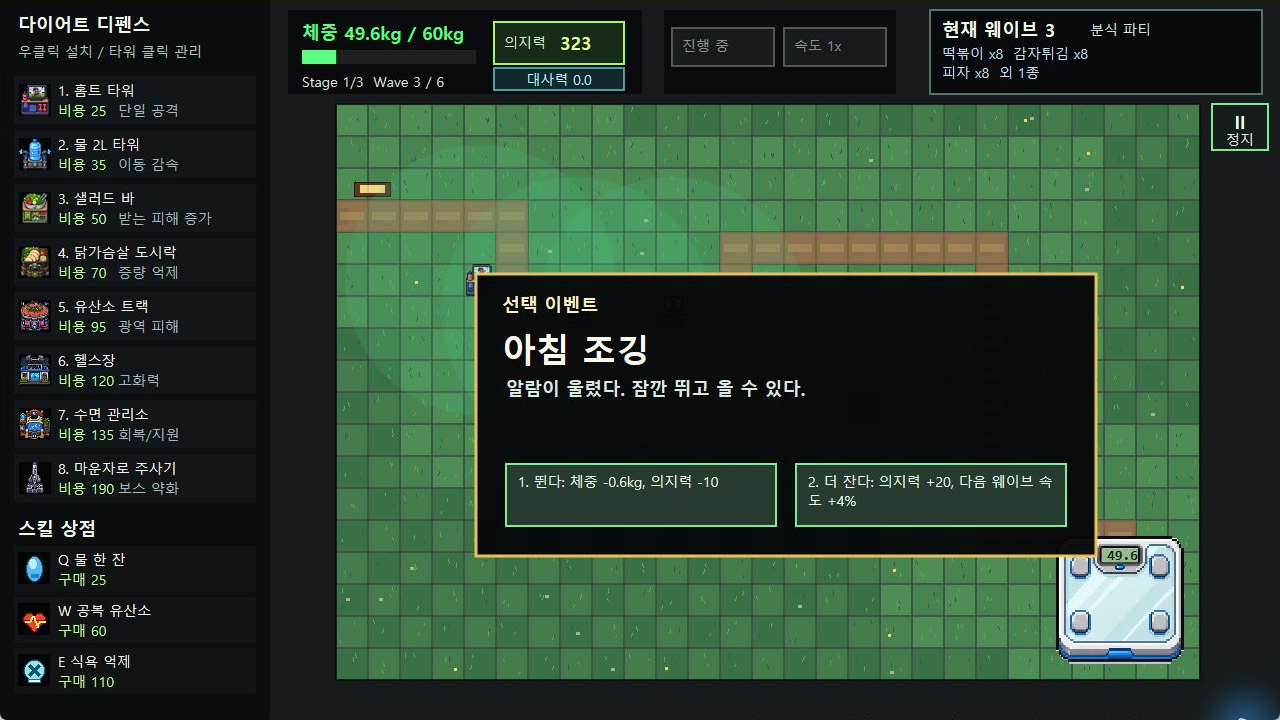 다이어트 디펜스
우클릭 설치 / 타워 클릭 관리
1. 홈트 타워
비용 25 단일 공격
2. 물 2L 타워
비용 35 이동 감속
3. 샐러드 바
비용 50 받는 피해 증가
4. 닭가슴살 도시락
비용 70 중량 억제
5. 유산소 트랙
비용 95 광역 피해
6. 헬스장
비용 120 고화력
7. 수면 관리소
비용 135 회복/지원
8. 마운자로 주사기
비용 190 보스 약화
스킬 상점
Q 물 한 잔
구매 25
W 공복 유산소
구매 60
E 식욕 억제
구매 110
체중 49.6kg / 60kg
Stage 1/3 Wave 3 / 6
의지력 323
대사력 0.0
진행 중
속도 1x
현재 웨이브 3 분식 파티
떡볶이 x8 감자튀김 x8
피자 x8 외 1종
II
정지
선택 이벤트
아침 조깅
알람이 울렸다. 잠깐 뛰고 올 수 있다.
1. 뛴다: 체중 -0.6kg, 의지력 -10
2. 더 잔다: 의지력 +20, 다음 웨이브 속
도 +4%
49.6